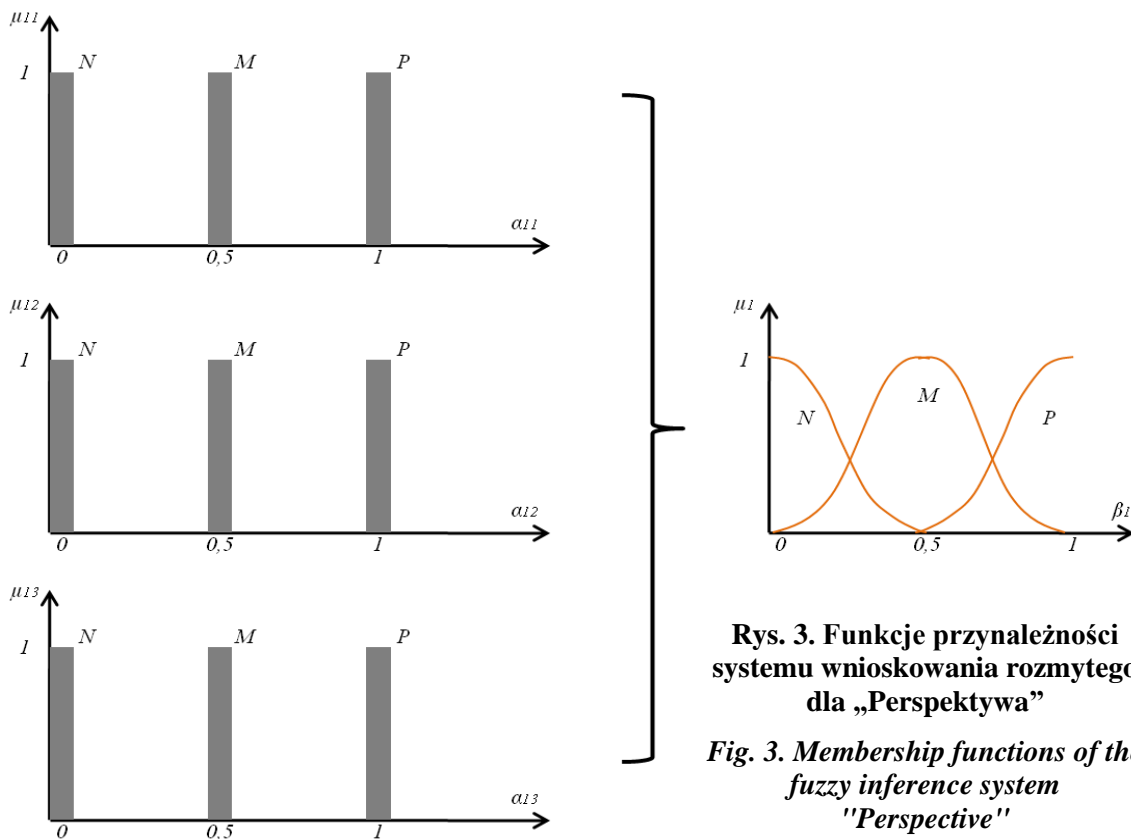 μ11
1
N M P
α11
0 0,5 1
μ12
1
N M P
α12
0 0,5 1
μ13
1
N M P
α13
0 0,5 1
μ1
1
N M P
β1
0 0,5 1
Rys. 3. Funkcje przynależności
systemu wnioskowania rozmytego
dla „Perspektywa”
Fig. 3. Membership functions of the
fuzzy inference system
"Perspective"